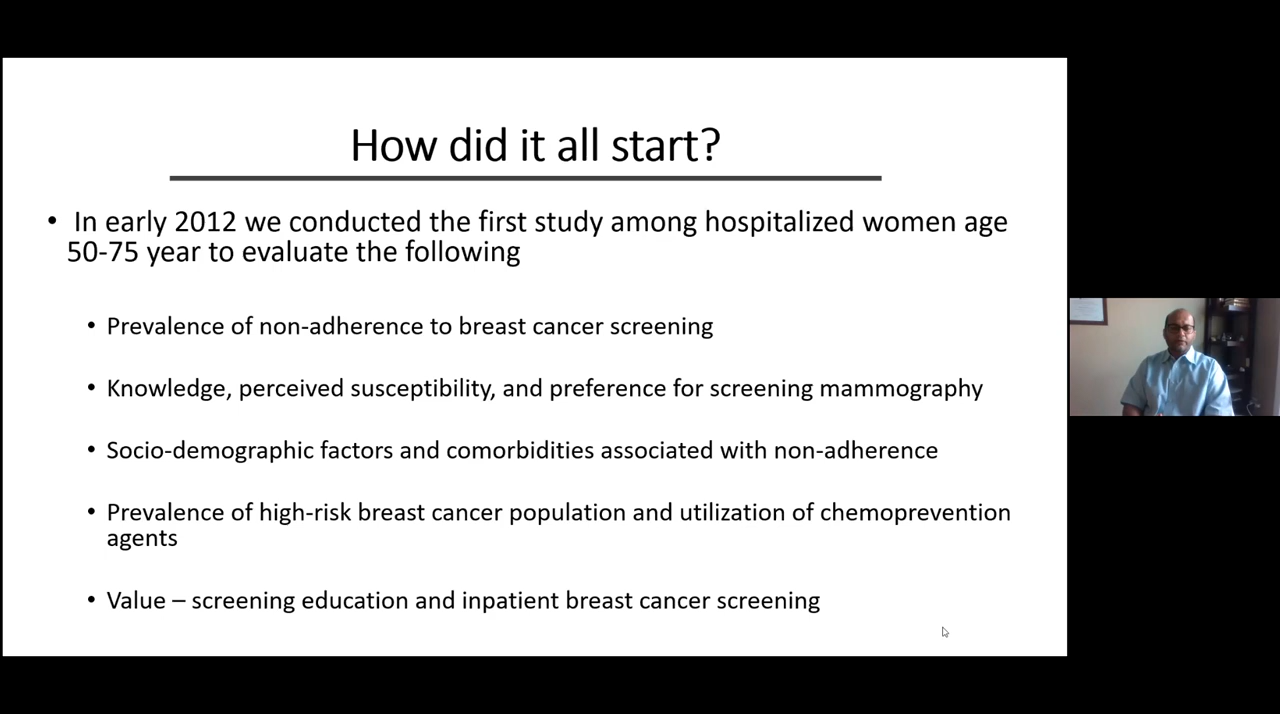 How did it all start?
• In early 2012 we conducted the first study among hospitalized women age
50-75 year to evaluate the following
• Prevalence of non-adherence to breast cancer screening
• Knowledge, perceived susceptibility, and preference for screening mammography
• Socio-demographic factors and comorbidities associated with non-adherence
• Prevalence of high-risk breast cancer population and utilization of chemoprevention
agents
• Value – screening education and inpatient breast cancer screening